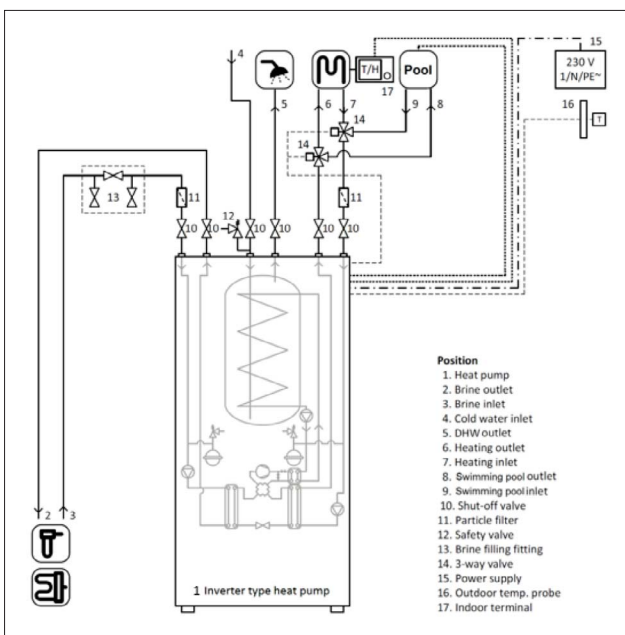 15
4
230 V
1/N/PE~
T/H
Pool
17
16
T
5
6
7
9
8
14
14
13
11
12
11
10
10
10
10
10
10
Position
1. Heat pump
2. Brine outlet
3. Brine inlet
4. Cold water inlet
5. DHW outlet
6. Heating outlet
7. Heating inlet
8. Swimming pool outlet
9. Swimming pool inlet
10. Shut-off valve
11. Particle filter
12. Safety valve
13. Brine filling fitting
14. 3-way valve
15. Power supply
16. Outdoor temp. probe
17. Indoor terminal
2
3
1 Inverter type heat pump